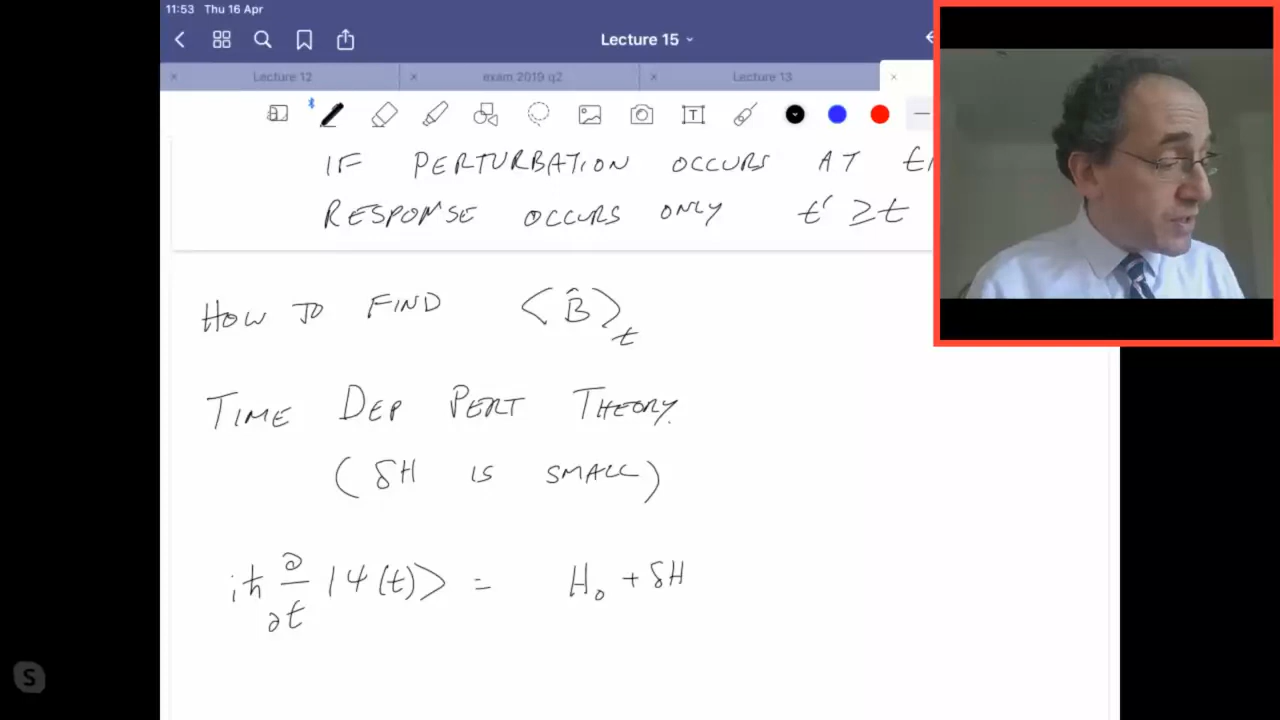 11:53 Thu 16 Apr
Lecture 15
Lecture 12
exam 2019 q2
Lecture 13
T
IF PERTURBATION OCCURS AT
RESPONSE OCCURS ONLY t' ≥ t
HOW TO FIND ⟨B̂⟩_t
TIME DEP PERT THEORY.
(δH IS SMALL)
iħ ∂/∂t |ψ(t)⟩ = H₀ + δH
S